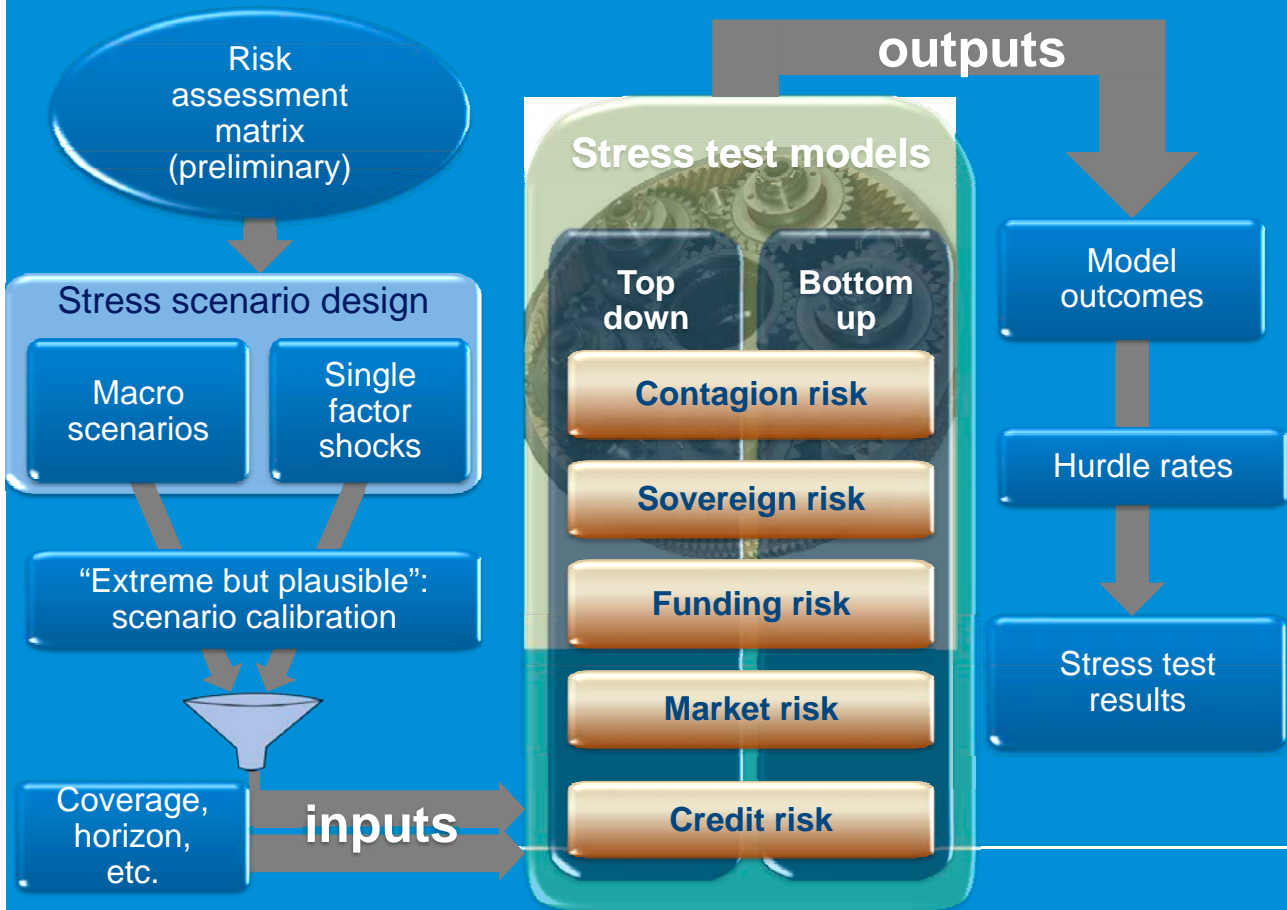 Risk
assessment
matrix
(preliminary)
Stress scenario design
Macro
scenarios
Single
factor
shocks
“Extreme but plausible”:
scenario calibration
Coverage,
horizon,
etc.
inputs
Stress test models
Top
down
Bottom
up
Contagion risk
Sovereign risk
Funding risk
Market risk
Credit risk
outputs
Model
outcomes
Hurdle rates
Stress test
results